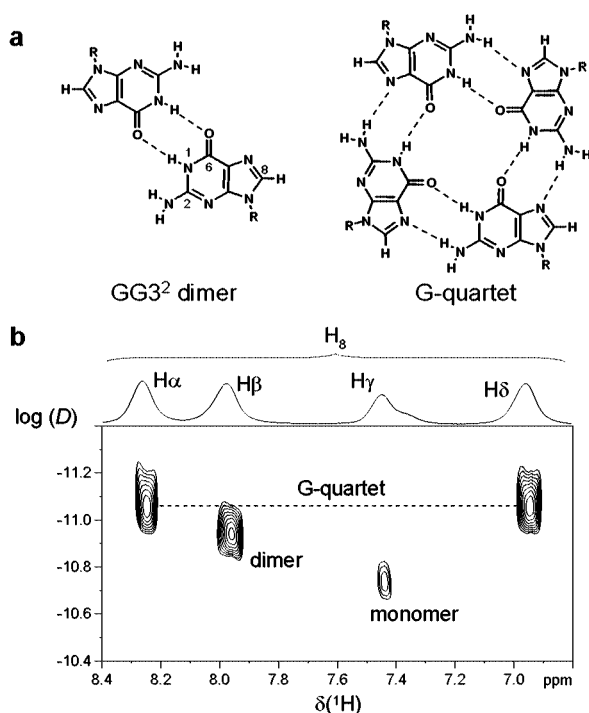 a
R
H
N
N
N
N
H
H
N
H
O
O
H
N
1
6
H
N
H
2
N
N
8
H
N
R
GG3² dimer
R
H
N
N
N
N
H
H
N
H
O
N
N
R
H
O
N
H
N
N
H
H
H
N
H
H
N
N
O
N
R
N
H
O
H
N
N
H
H
N
N
N
H
R
G-quartet
b
H₈
Hα Hβ Hγ Hδ
log (D)
-11.2
-11.0
-10.8
-10.6
-10.4
G-quartet
dimer
monomer
8.4 8.2 8.0 7.8 7.6 7.4 7.2 7.0 ppm
δ(¹H)